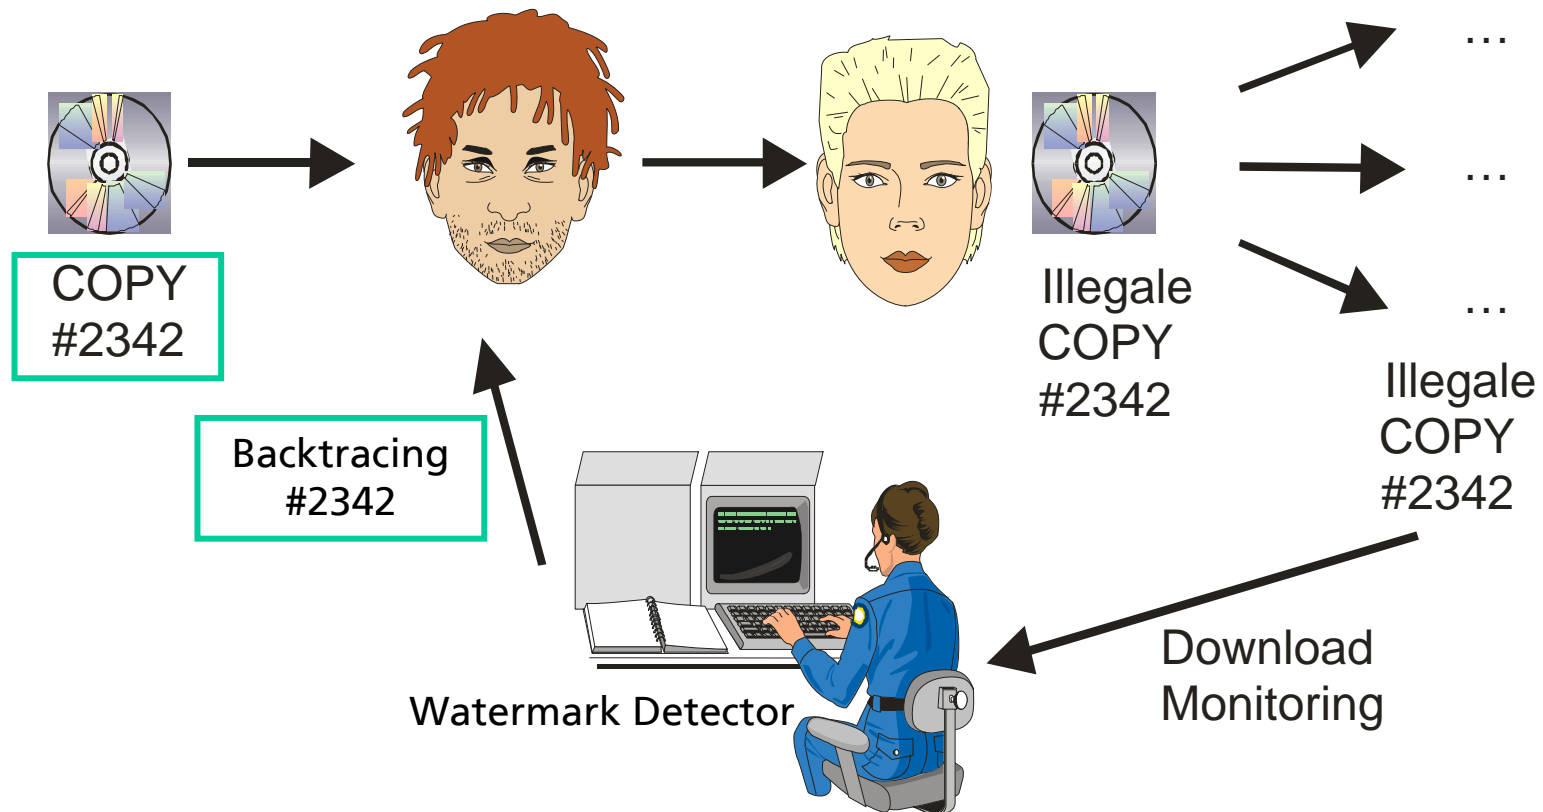 …
…
…
COPY
#2342
Illegale
COPY
#2342
Illegale
COPY
#2342
Backtracing
#2342
Watermark Detector
Download
Monitoring